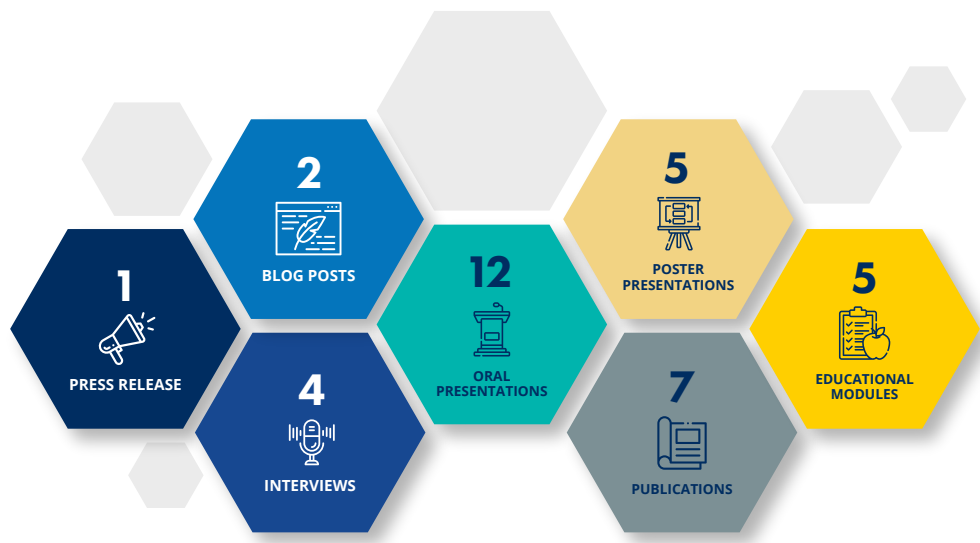 1
PRESS RELEASE
2
BLOG POSTS
4
INTERVIEWS
12
ORAL
PRESENTATIONS
5
POSTER
PRESENTATIONS
7
PUBLICATIONS
5
EDUCATIONAL
MODULES